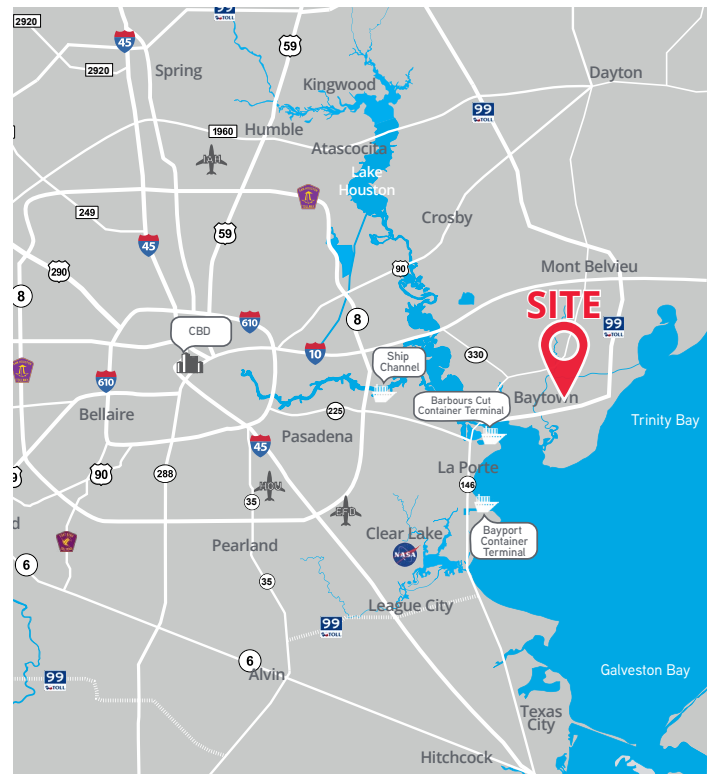 99
TOLL
2920
45
59
2920
Spring
Dayton
Kingwood
99
TOLL
1960
Humble
Atascocita
IAH
Lake
Houston
249
Crosby
59
45
90
290
Mont Belvieu
8
SITE
8
610
99
TOLL
CBD
10
330
Ship
Channel
610
Baytown
Barbours Cut
Container Terminal
Bellaire
225
Trinity Bay
Pasadena
45
90
288
La Porte
146
HOU
35
EFD
Bayport
Container
Terminal
Clear Lake
NASA
Pearland
6
35
League City
99
TOLL
6
Alvin
99
TOLL
Galveston Bay
Texas
City
Hitchcock